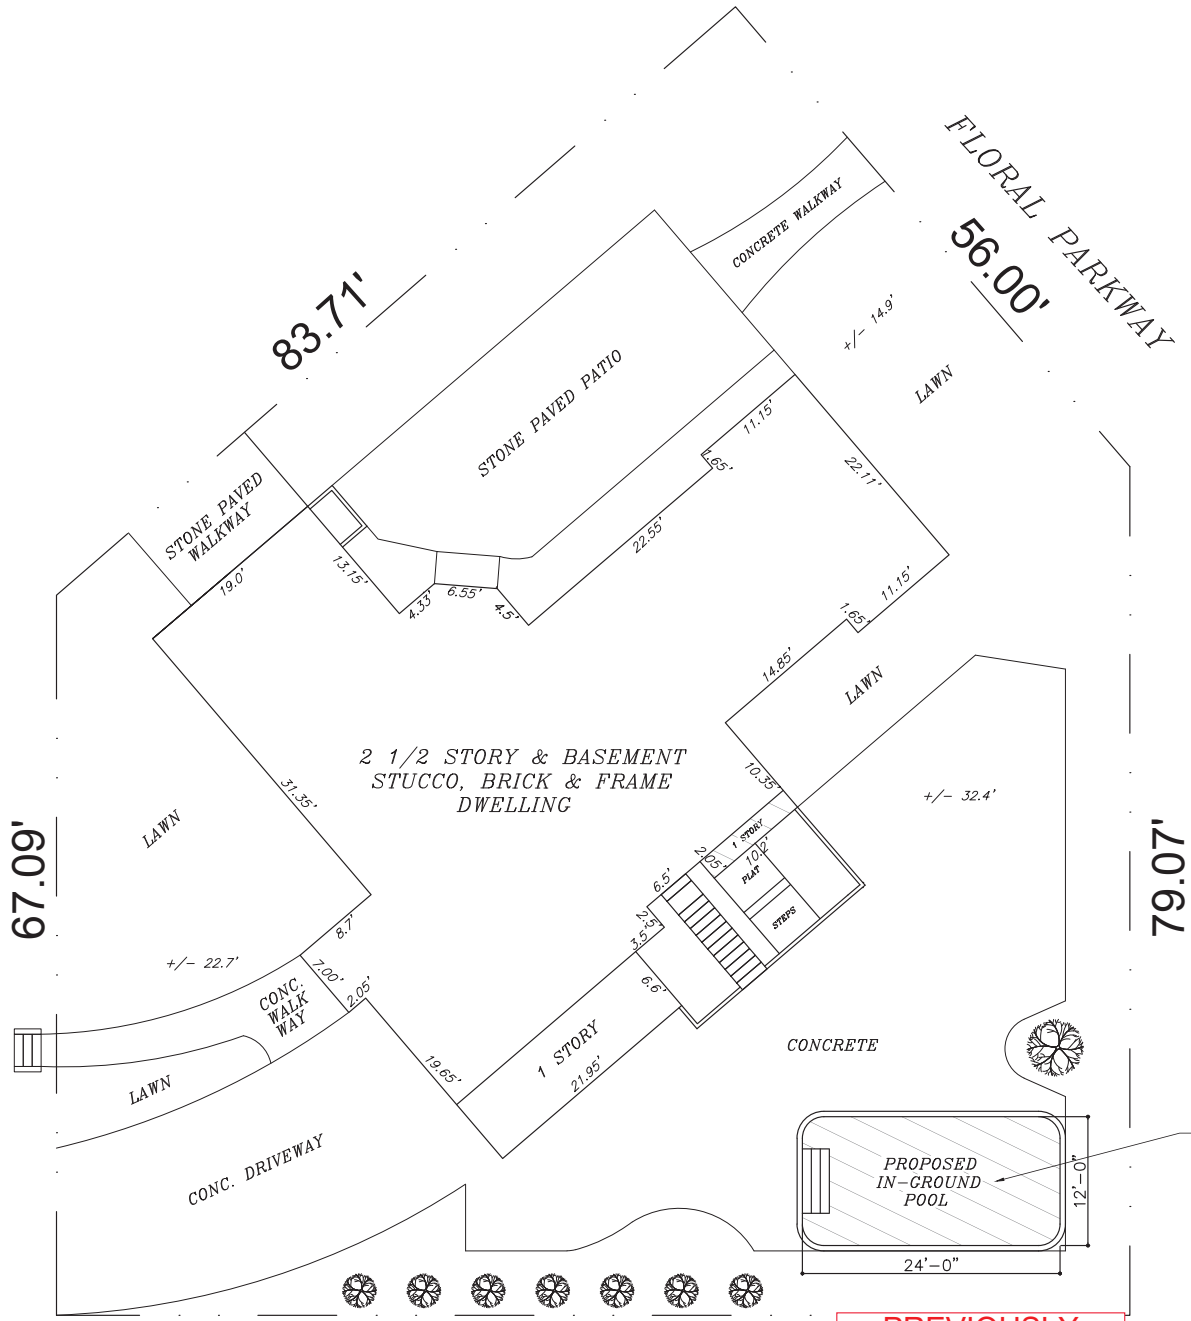 FLORAL PARKWAY
56.00'
83.71'
CONCRETE WALKWAY
+/- 14.9'
LAWN
STONE PAVED PATIO
11.15'
1.65'
22.11'
22.55'
STONE PAVED
WALKWAY
19.0'
13.15'
4.33'
6.55'
4.5'
11.15'
1.65'
14.85'
LAWN
2 1/2 STORY & BASEMENT
STUCCO, BRICK & FRAME
DWELLING
10.35'
+/- 32.4'
31.35'
LAWN
67.09'
79.07'
1 STORY
2.05'
10.2'
PLAT
STEPS
6.5'
2.5'
3.5'
8.7'
+/- 22.7'
7.00'
2.05'
CONC.
WALK
WAY
6.6'
1 STORY
21.95'
19.65'
CONCRETE
LAWN
CONC. DRIVEWAY
PROPOSED
IN-GROUND
POOL
12'-0"
24'-0"
PREVIOUSLY